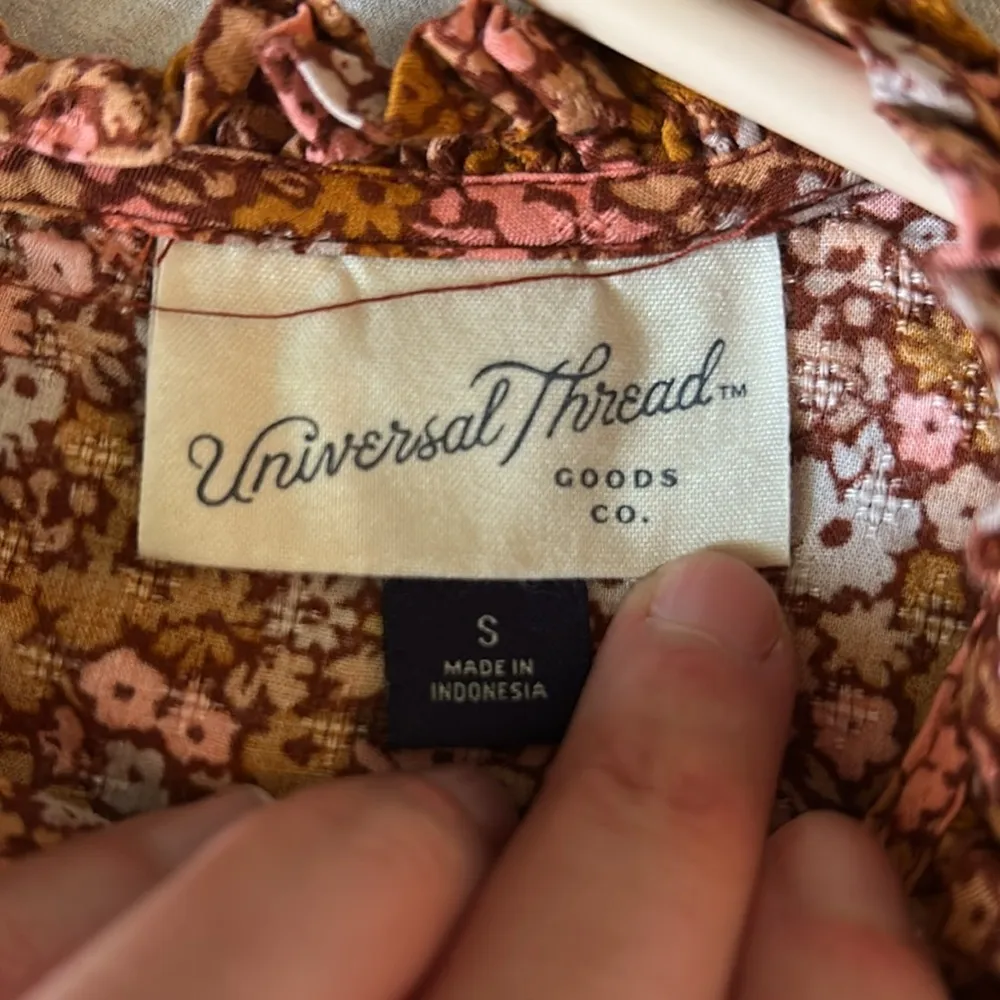 Universal Thread™
GOODS
CO.
S
MADE IN
INDONESIA